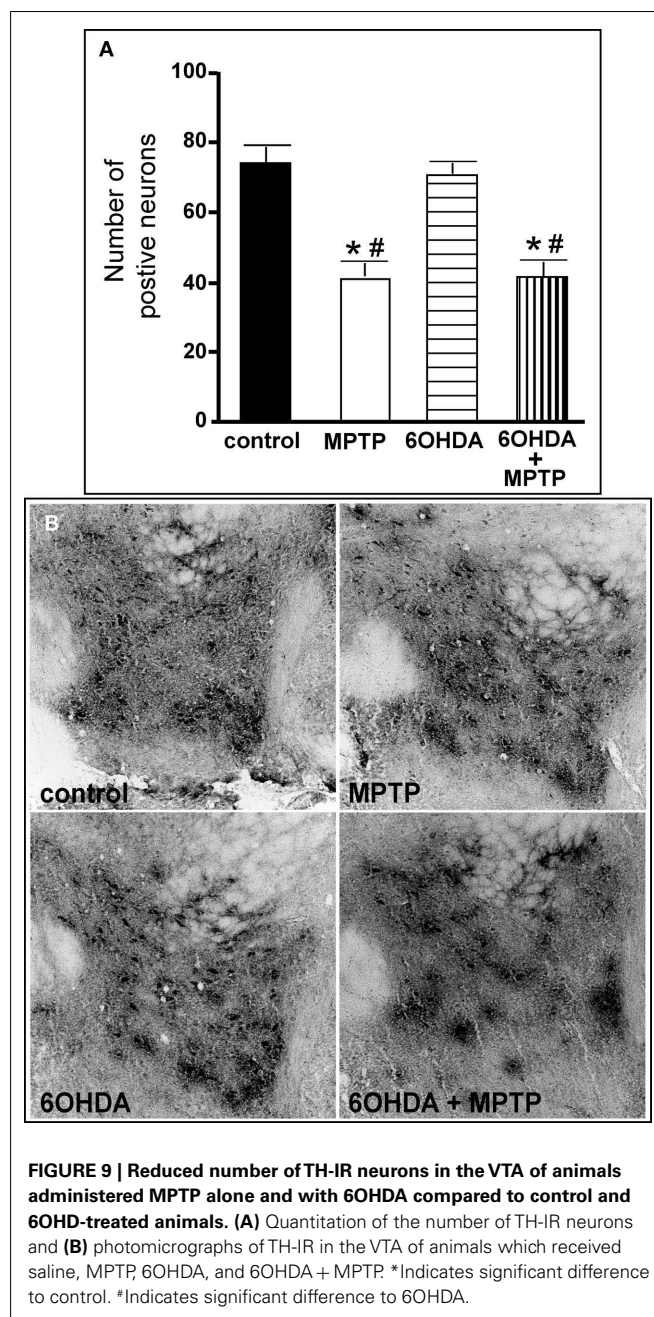 A
100
80
60
40
20
0
Number of
postive neurons
* #
* #
control
MPTP
6OHDA
6OHDA
+
MPTP
B
control
MPTP
6OHDA
6OHDA + MPTP
FIGURE 9 | Reduced number of TH-IR neurons in the VTA of animals
administered MPTP alone and with 6OHDA compared to control and
6OHD-treated animals. (A) Quantitation of the number of TH-IR neurons
and (B) photomicrographs of TH-IR in the VTA of animals which received
saline, MPTP, 6OHDA, and 6OHDA + MPTP. *Indicates significant difference
to control. #Indicates significant difference to 6OHDA.